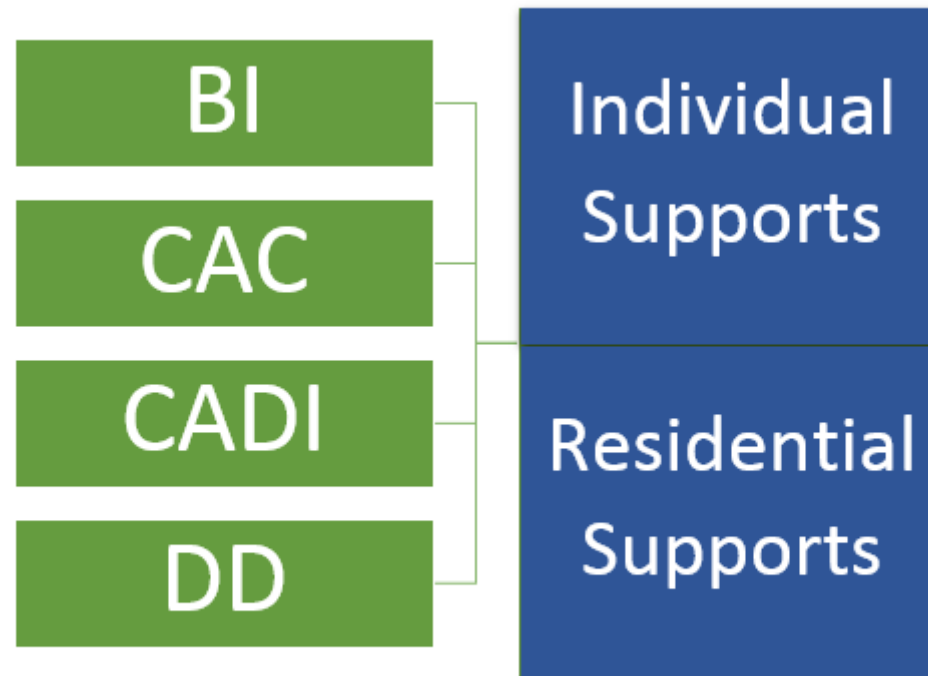 BI
CAC
CADI
DD
Individual
Supports
Residential
Supports